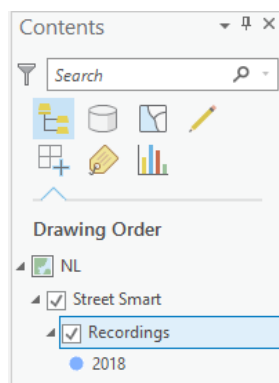 Contents
Search
Drawing Order
NL
Street Smart
Recordings
2018